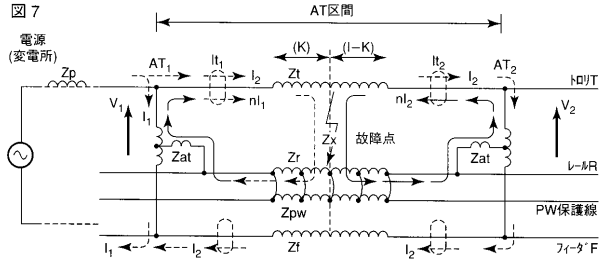 図7
AT区間
電源
(変電所)
Zp
AT1
It1
I2
(K)
(I−K)
It2
I2
AT2
Zt
トロリT
V1
I1
nI1
Zx
故障点
nI2
V2
Zat
Zr
Zat
レールR
Zpw
PW保護線
I1
I2
Zf
I2
フィーダF